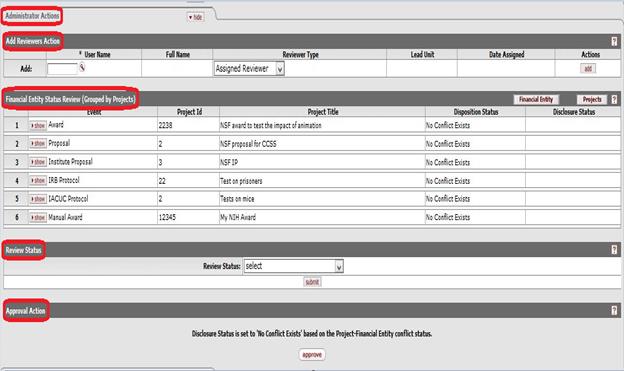 Administrator Actions
hide
Add Reviewers Action ?
* User Name Full Name Reviewer Type Lead Unit Date Assigned Actions
Add: Assigned Reviewer add
Financial Entity Status Review (Grouped by Projects) Financial Entity Projects ?
Event Project Id Project Title Disposition Status Disclosure Status
1 show Award 2238 NSF award to test the impact of animation No Conflict Exists
2 show Proposal 2 NSF proposal for CCSS No Conflict Exists
3 show Institute Proposal 3 NSF IP No Conflict Exists
4 show IRB Protocol 22 Test on prisoners No Conflict Exists
5 show IACUC Protocol 2 Tests on mice No Conflict Exists
6 show Manual Award 12345 My NIH Award No Conflict Exists
Review Status ?
Review Status: select
submit
Approval Action ?
Disclosure Status is set to 'No Conflict Exists' based on the Project-Financial Entity conflict status.
approve